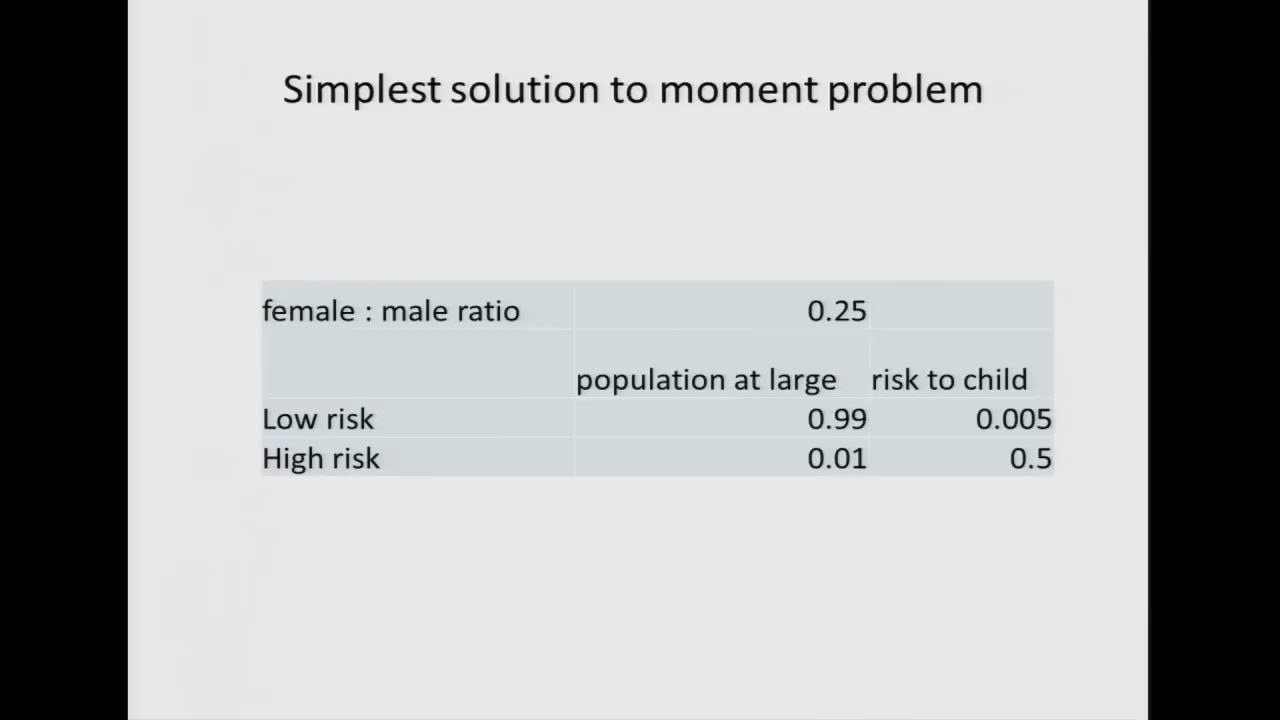 Simplest solution to moment problem
female : male ratio 0.25
population at large risk to child
Low risk 0.99 0.005
High risk 0.01 0.5